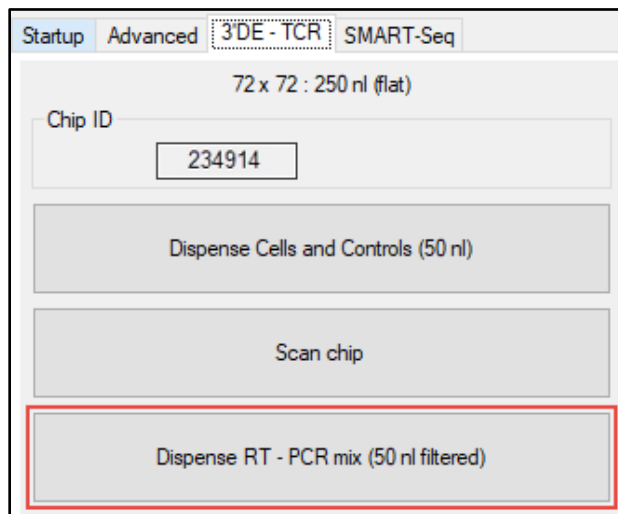 Startup Advanced 3'DE - TCR SMART-Seq
72 x 72 : 250 nl (flat)
Chip ID
234914
Dispense Cells and Controls (50 nl)
Scan chip
Dispense RT - PCR mix (50 nl filtered)